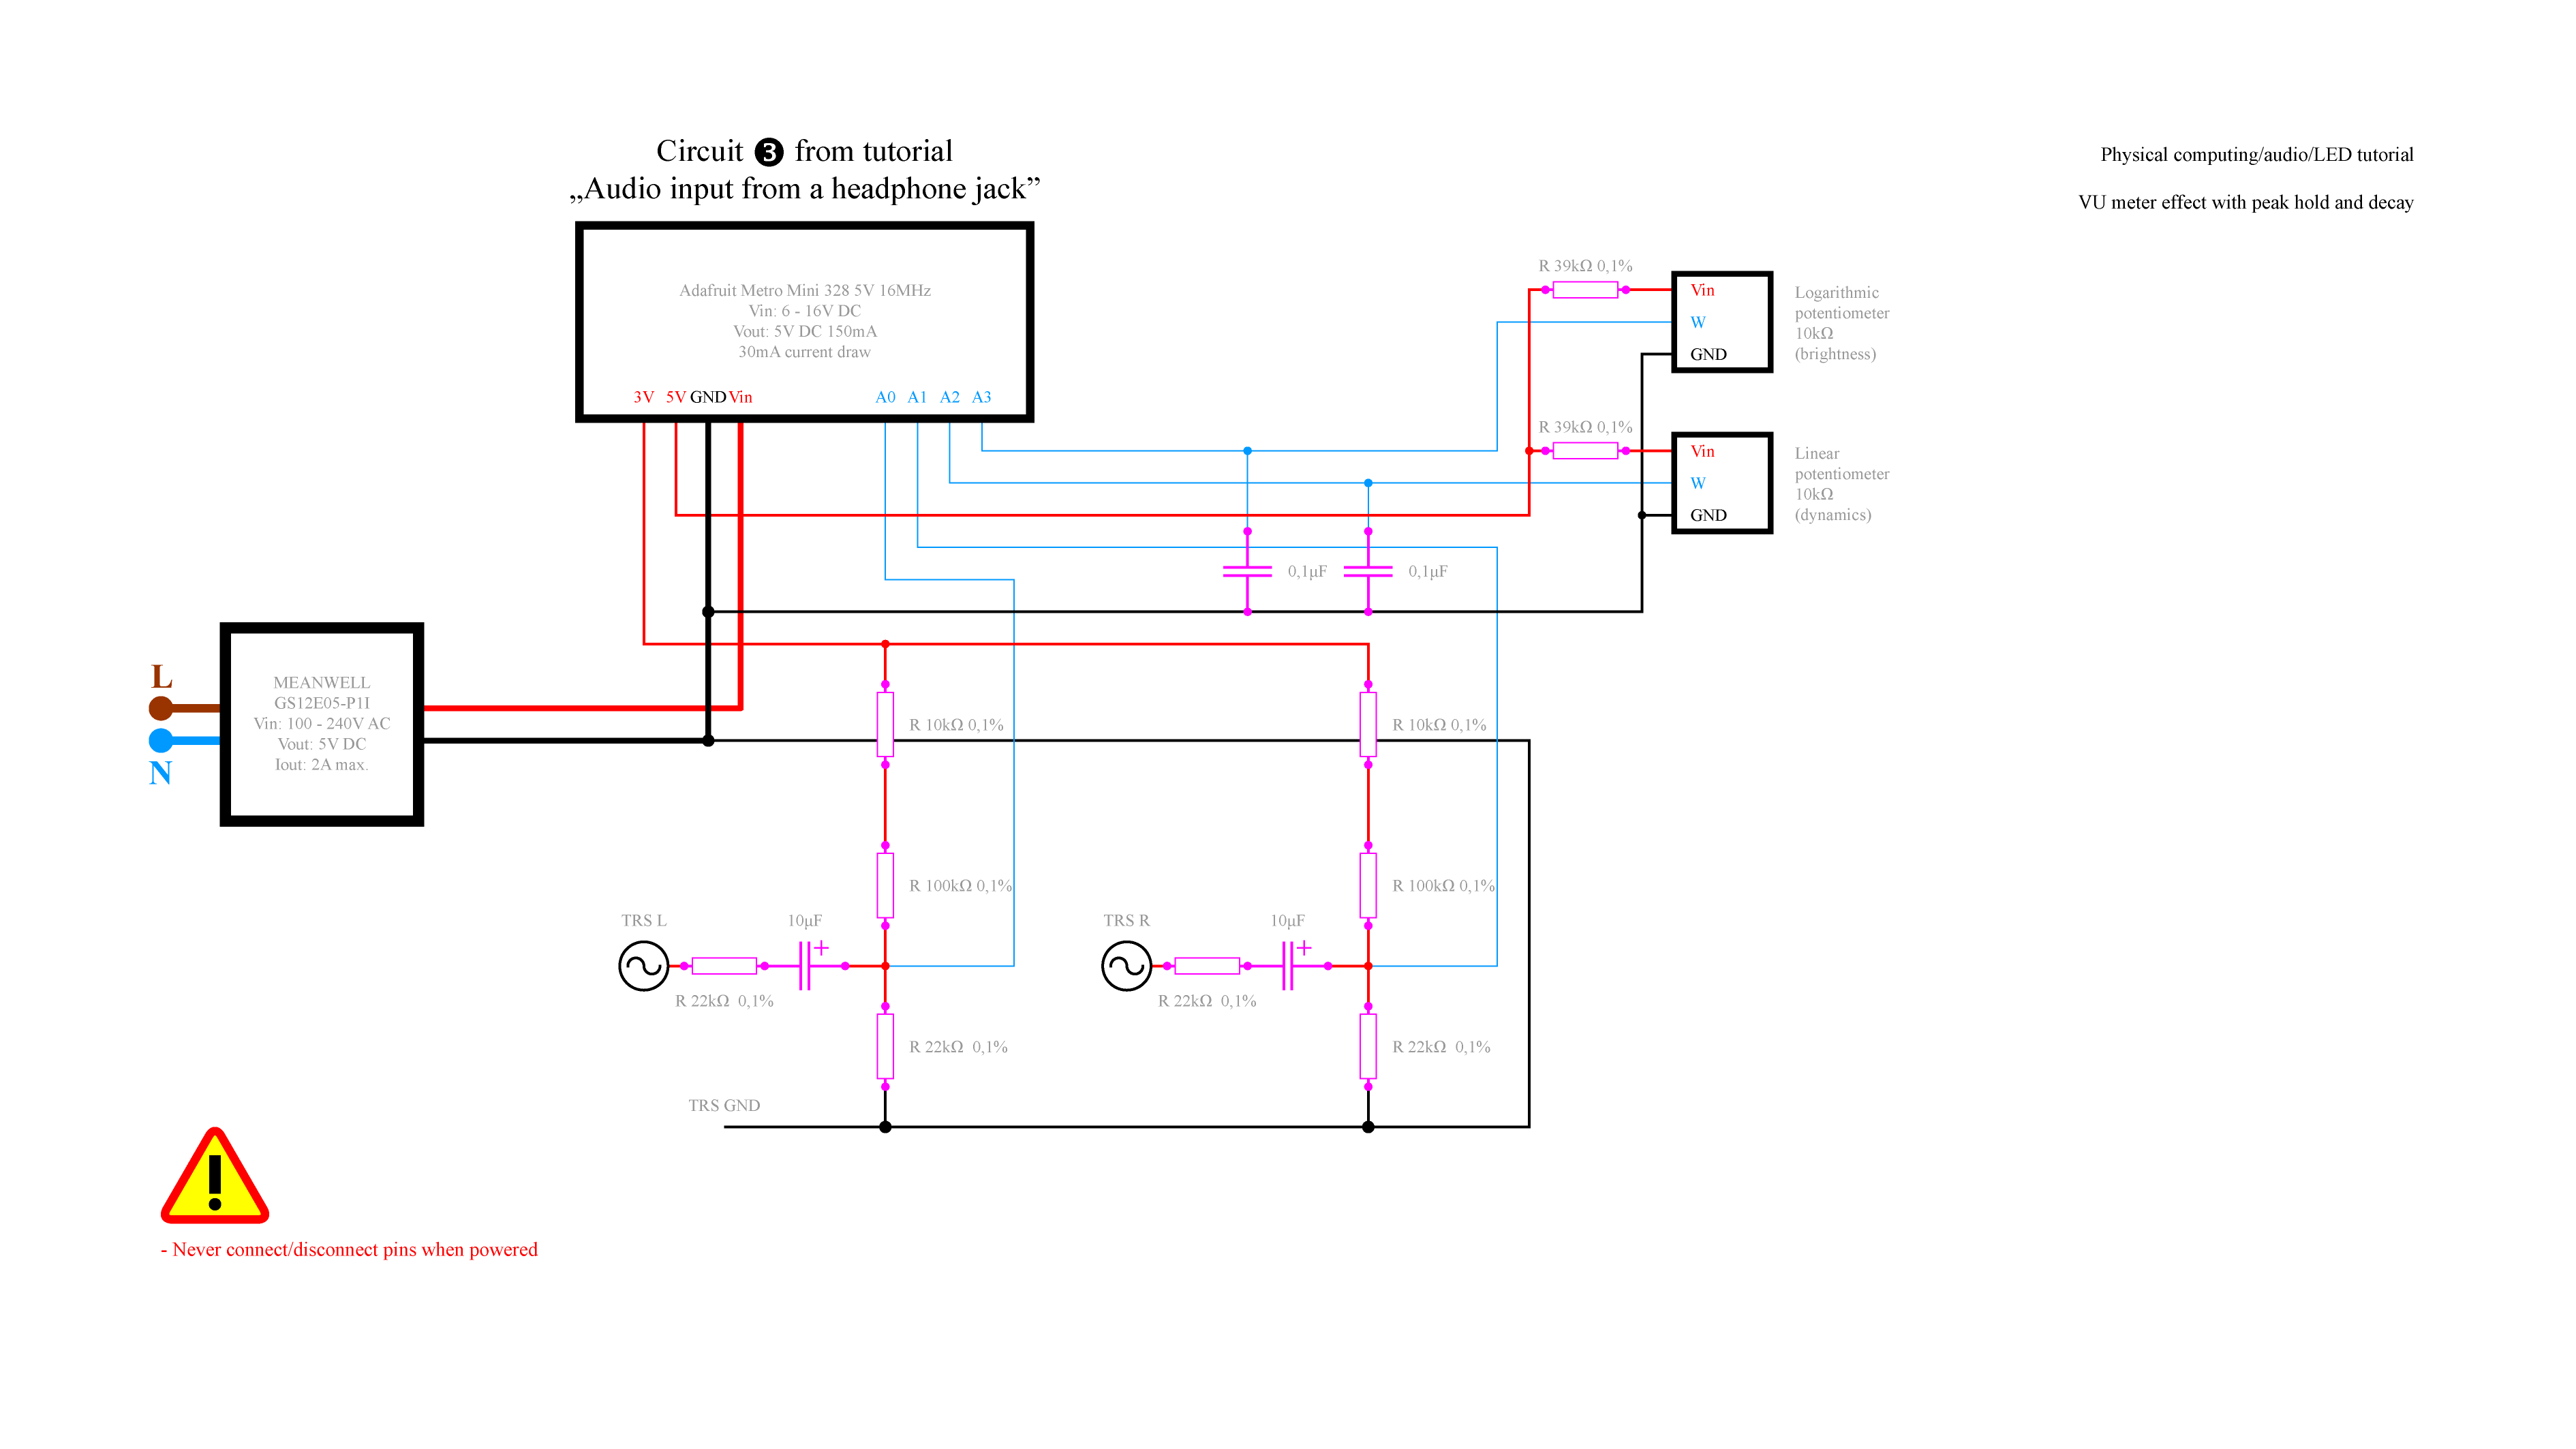 Circuit ❸ from tutorial
„Audio input from a headphone jack”
Physical computing/audio/LED tutorial
VU meter effect with peak hold and decay
Adafruit Metro Mini 328 5V 16MHz
Vin: 6 - 16V DC
Vout: 5V DC 150mA
30mA current draw
3V 5V GND Vin A0 A1 A2 A3
R 39kΩ 0,1%
Vin
W
GND
Logarithmic
potentiometer
10kΩ
(brightness)
R 39kΩ 0,1%
Vin
W
GND
Linear
potentiometer
10kΩ
(dynamics)
0,1µF 0,1µF
L
N
MEANWELL
GS12E05-P1I
Vin: 100 - 240V AC
Vout: 5V DC
Iout: 2A max.
R 10kΩ 0,1% R 10kΩ 0,1%
R 100kΩ 0,1% R 100kΩ 0,1%
TRS L 10µF + TRS R 10µF +
R 22kΩ 0,1% R 22kΩ 0,1%
R 22kΩ 0,1% R 22kΩ 0,1%
TRS GND
!
- Never connect/disconnect pins when powered